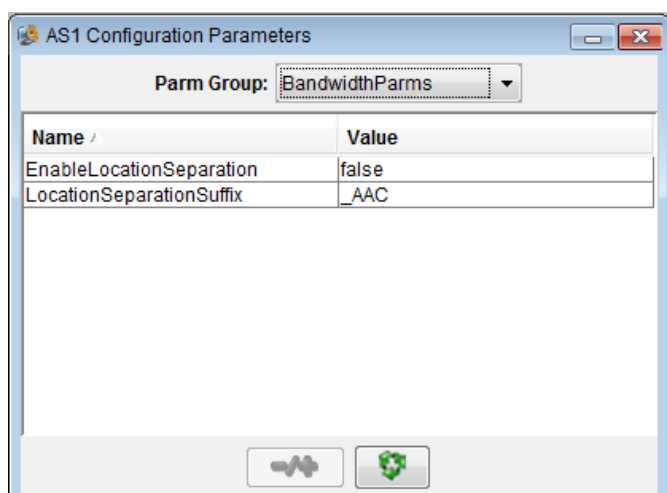 AS1 Configuration Parameters
Parm Group: BandwidthParms
Name Value
EnableLocationSeparation false
LocationSeparationSuffix _AAC